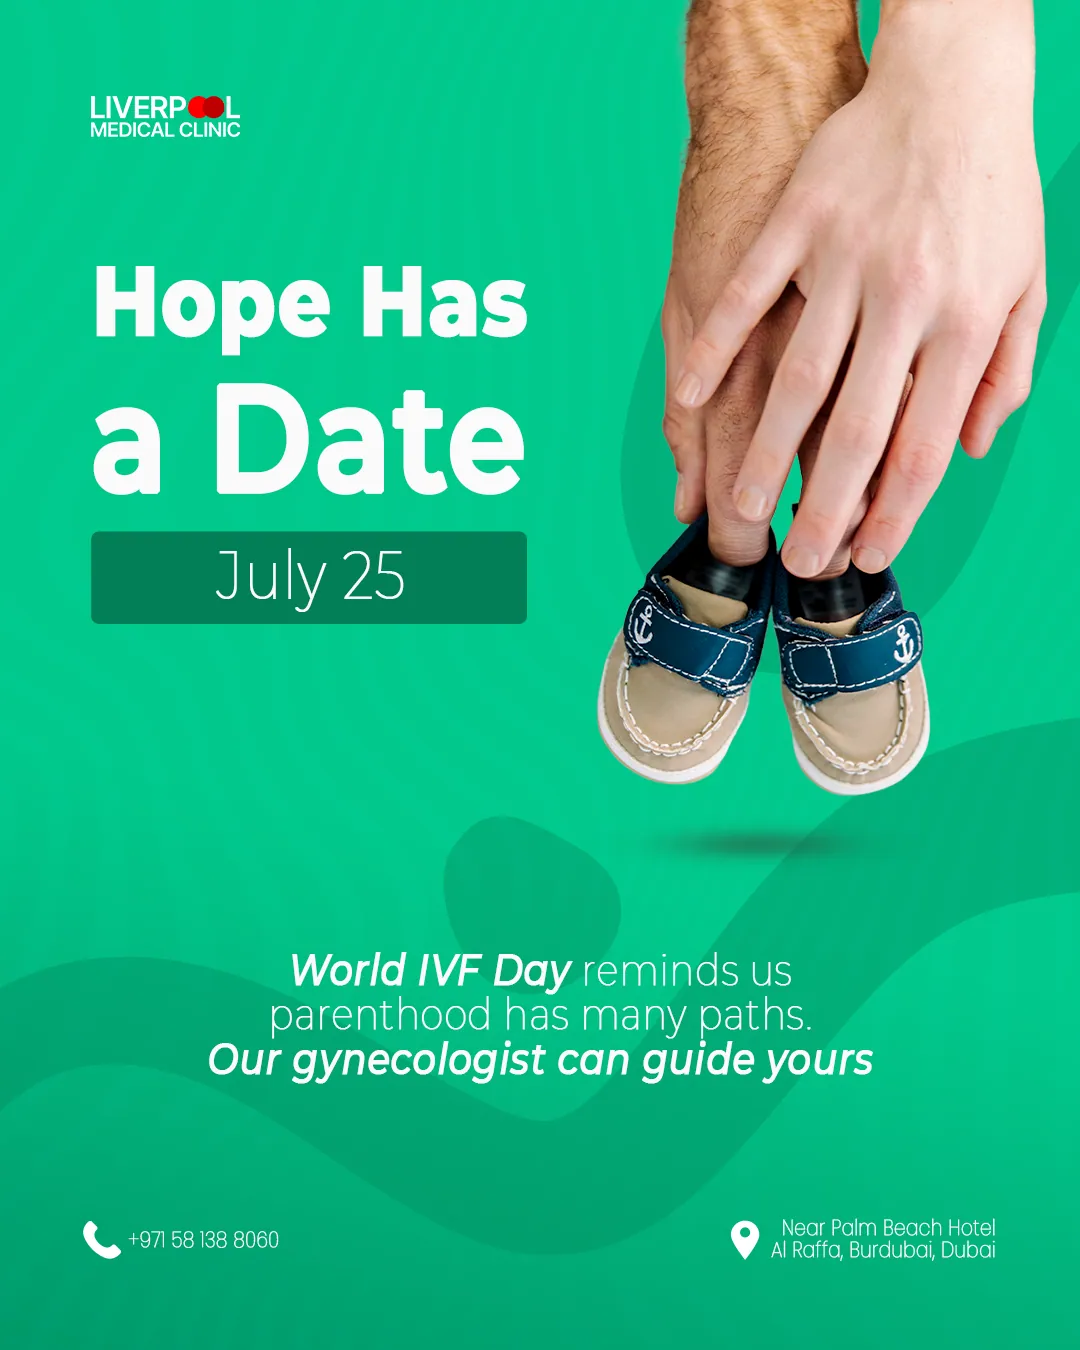 LIVERPOOL
MEDICAL CLINIC
Hope Has
a Date
July 25
World IVF Day reminds us
parenthood has many paths.
Our gynecologist can guide yours
+971 58 138 8060
Near Palm Beach Hotel
Al Raffa, Burdubai, Dubai